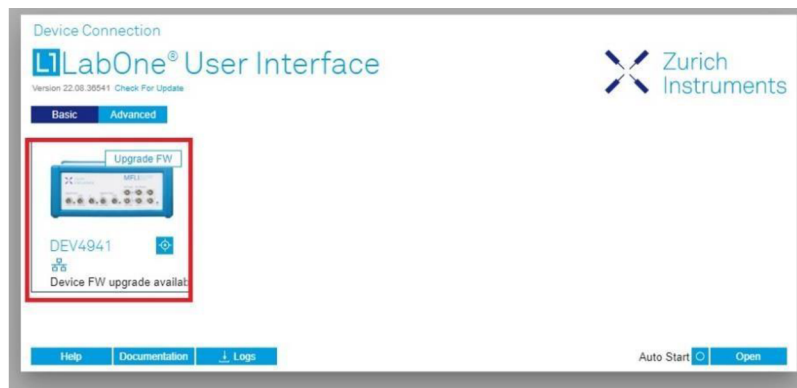 Device Connection
L1 LabOne® User Interface
Zurich
Instruments
Version 22.08.36541 Check For Update
Basic Advanced
Upgrade FW
MFLI
DEV4941
Device FW upgrade availab
Help Documentation Logs
Auto Start Open